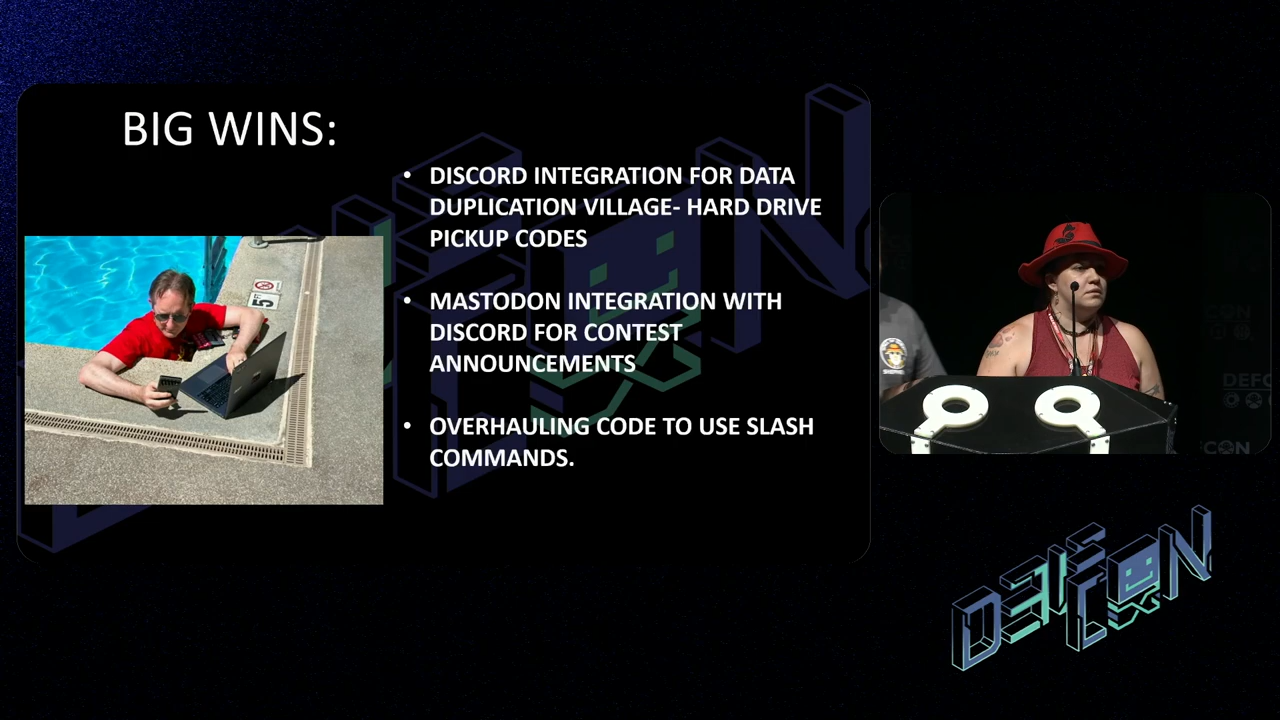 BIG WINS:
• DISCORD INTEGRATION FOR DATA
DUPLICATION VILLAGE- HARD DRIVE
PICKUP CODES
• MASTODON INTEGRATION WITH
DISCORD FOR CONTEST
ANNOUNCEMENTS
• OVERHAULING CODE TO USE SLASH
COMMANDS.
5
DEF
CON